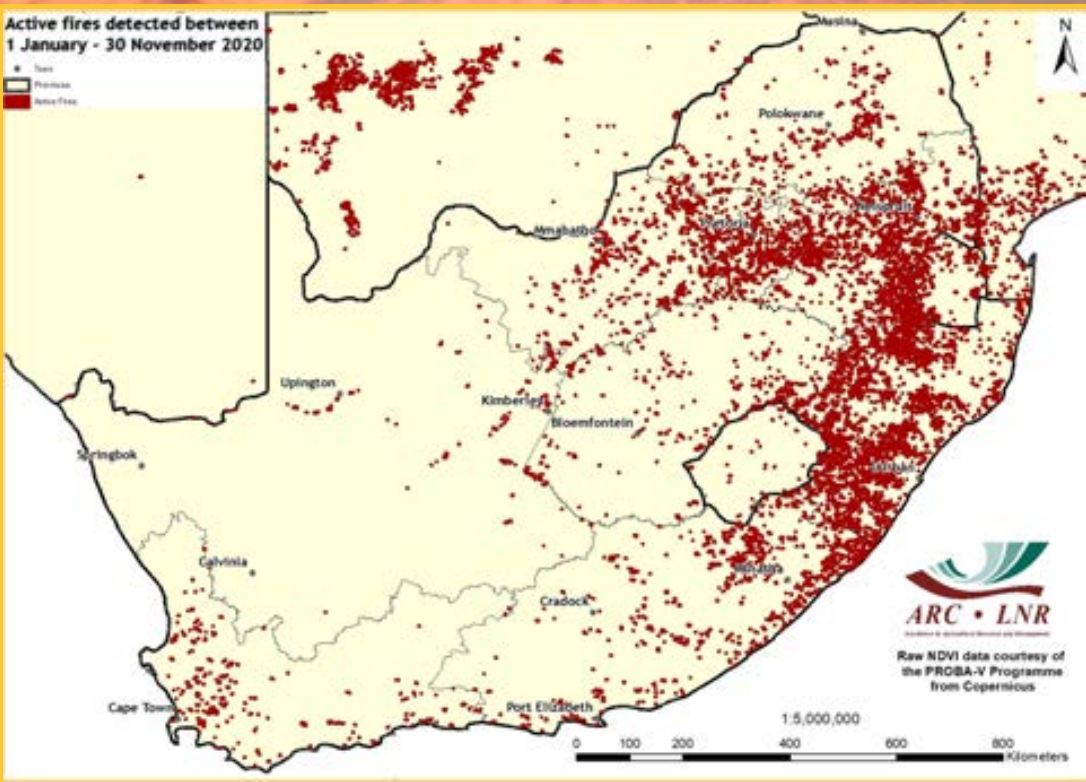 Active fires detected between
1 January - 30 November 2020
Town
Provinces
Active Fires
N
Musina
Polokwane
Nelspruit
Pretoria
Mmabatho
Upington
Kimberley
Bloemfontein
Springbok
Durban
Calvinia
Mthatha
Cradock
Cape Town
Port Elizabeth
ARC • LNR
Raw NDVI data courtesy of
the PROBA-V Programme
from Copernicus
1:5,000,000
0 100 200 400 600 800
Kilometers